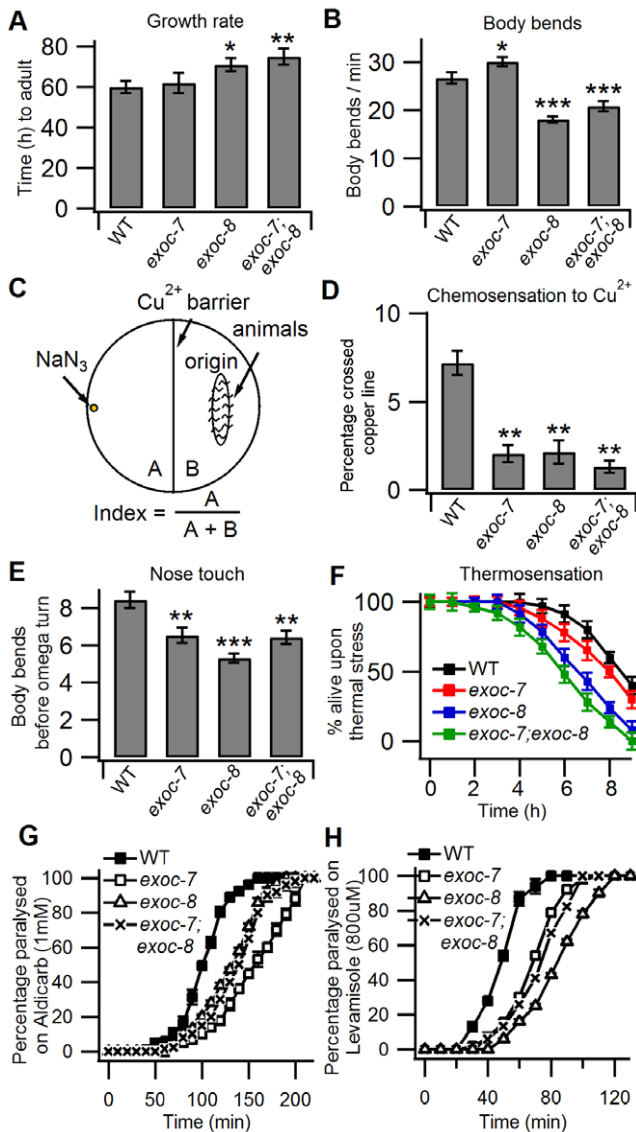 A
Growth rate
Time (h) to adult
80
60
40
20
0
*
**
WT
exoc-7
exoc-8
exoc-7;
exoc-8
B
Body bends
Body bends / min
30
20
10
0
*
***
***
WT
exoc-7
exoc-8
exoc-7;
exoc-8
C
Cu2+ barrier
animals
NaN3
origin
A
B
Index = A
A + B
D
Chemosensation to Cu2+
Percentage crossed
copper line
10
5
0
**
**
**
WT
exoc-7
exoc-8
exoc-7;
exoc-8
E
Nose touch
Body bends
before omega turn
8
6
4
2
0
**
***
**
WT
exoc-7
exoc-8
exoc-7;
exoc-8
F
Thermosensation
% alive upon
thermal stress
100
50
0
WT
exoc-7
exoc-8
exoc-7;exoc-8
0
2
4
6
8
Time (h)
G
Percentage paralysed
on Aldicarb (1mM)
100
80
60
40
20
0
WT
exoc-7
exoc-8
exoc-7;
exoc-8
0
50
100
150
200
Time (min)
H
Percentage paralysed on
Levamisole (800uM)
100
80
60
40
20
0
WT
exoc-7
exoc-8
exoc-7;
exoc-8
0
40
80
120
Time (min)